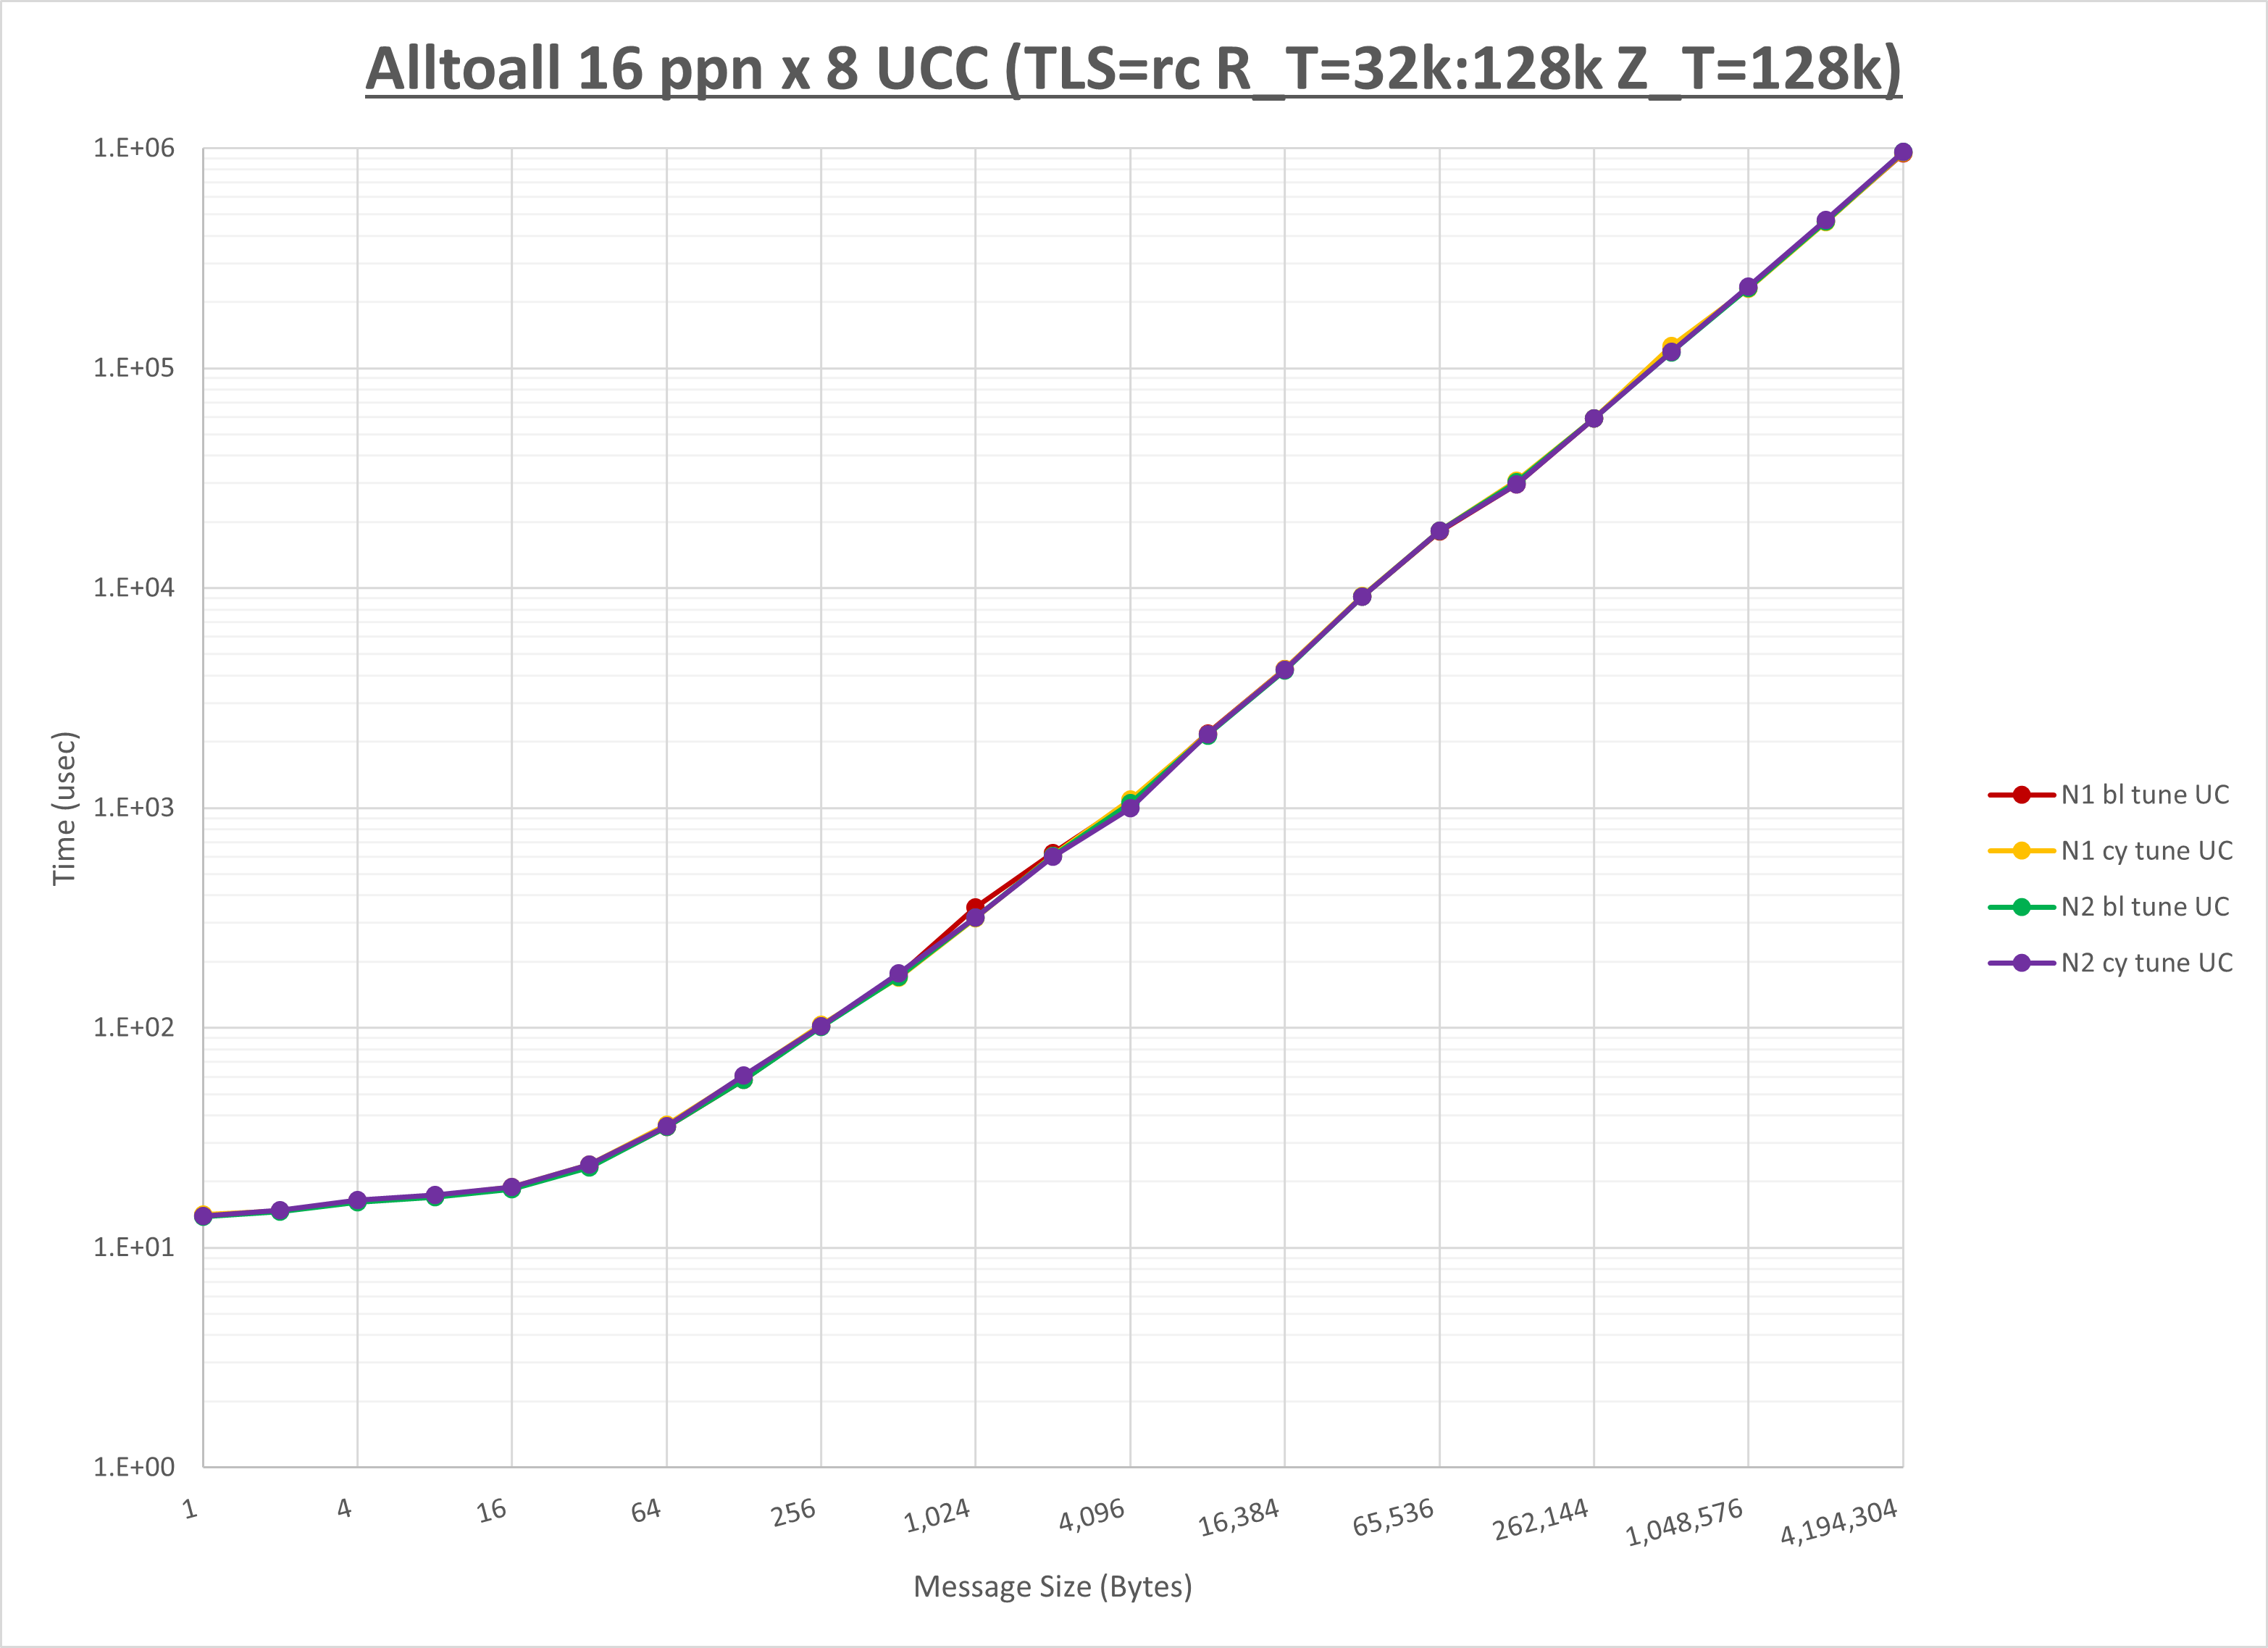 Alltoall 16 ppn x 8 UCC (TLS=rc R_T=32k:128k Z_T=128k)
1.E+06
1.E+05
1.E+04
1.E+03
1.E+02
1.E+01
1.E+00
Time (usec)
1 4 16 64 256 1,024 4,096 16,384 65,536 262,144 1,048,576 4,194,304
Message Size (Bytes)
N1 bl tune UC
N1 cy tune UC
N2 bl tune UC
N2 cy tune UC